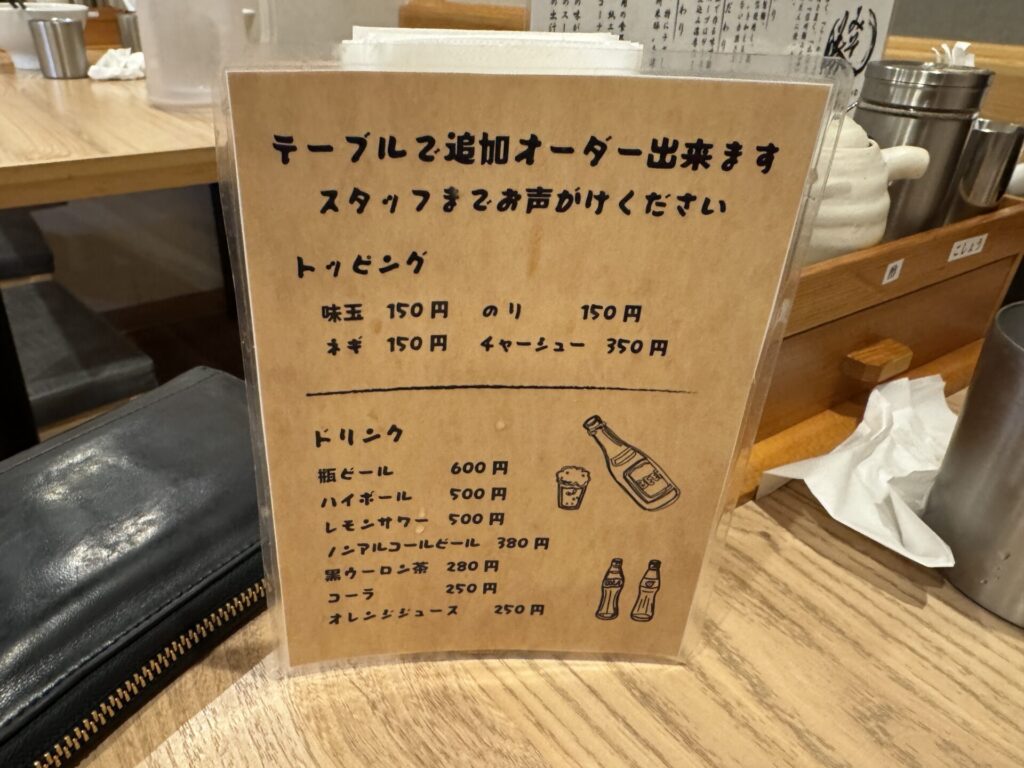 テーブルで追加オーダー出来ます
スタッフまでお声がけください
トッピング
味玉 150円 のり 150円
ネギ 150円 チャーシュー 350円
ドリンク
瓶ビール 600円
ハイボール 500円
レモンサワー 500円
ノンアルコールビール 380円
黒ウーロン茶 280円
コーラ 250円
オレンジジュース 250円
BEER
酢
こしょう